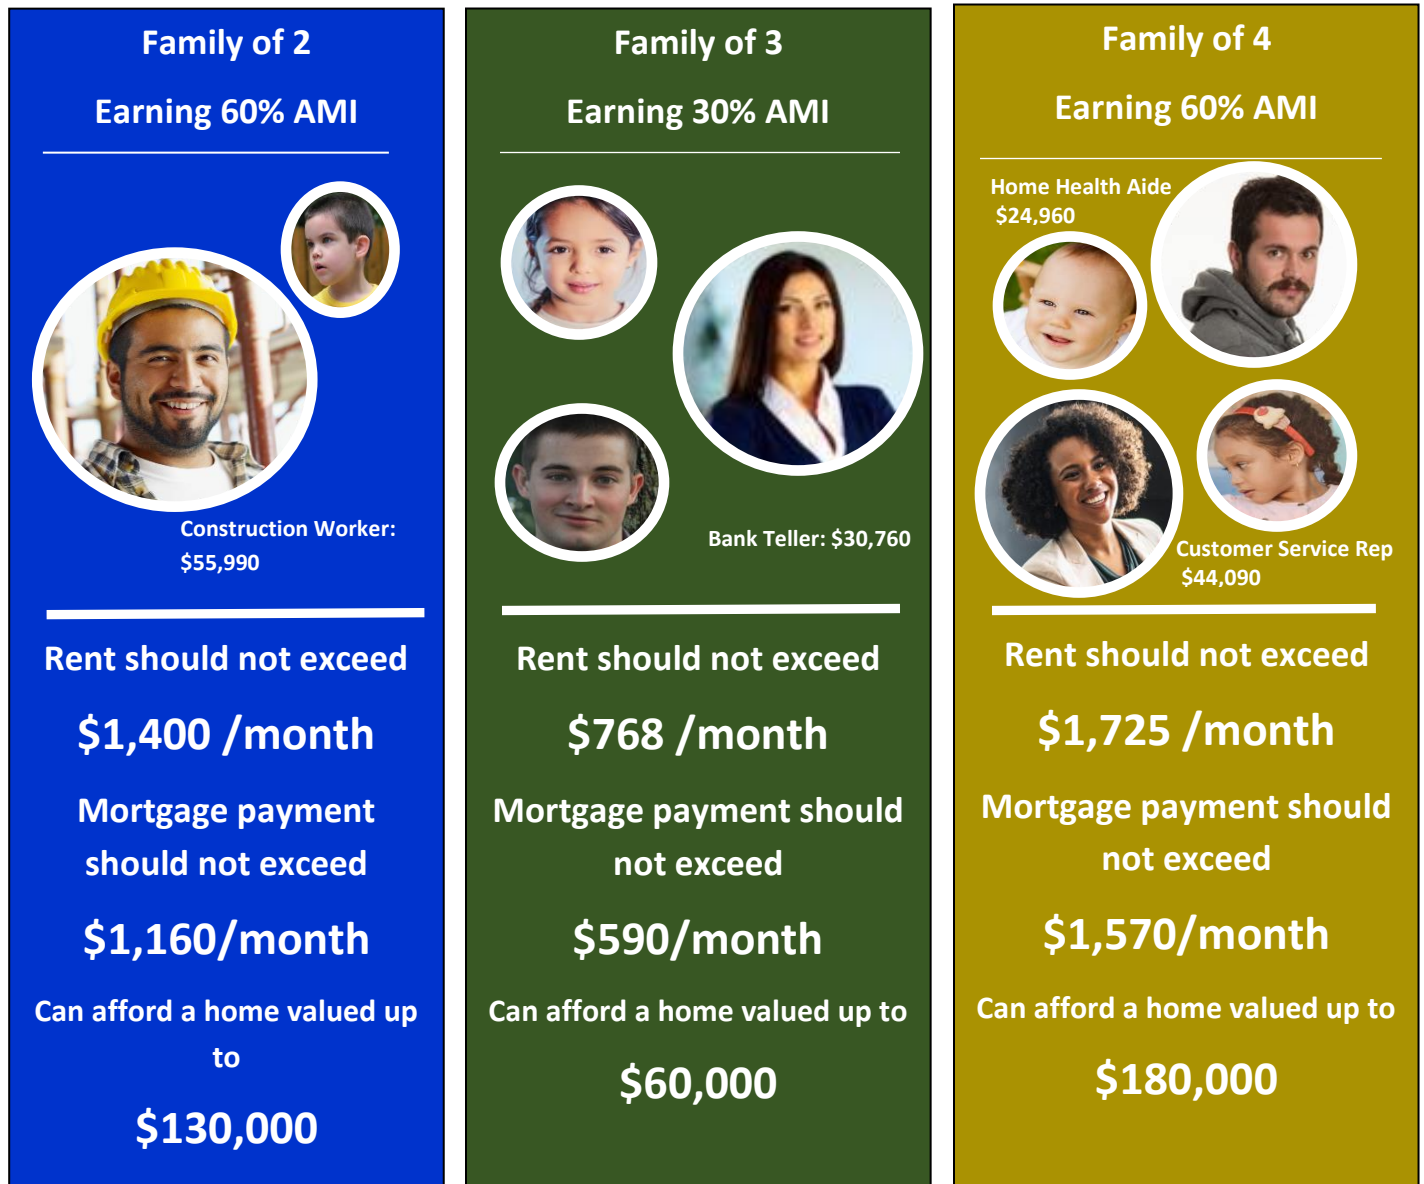 Family of 2
Earning 60% AMI
Construction Worker:
$55,990
Rent should not exceed
$1,400 /month
Mortgage payment
should not exceed
$1,160/month
Can afford a home valued up
to
$130,000
Family of 3
Earning 30% AMI
Bank Teller: $30,760
Rent should not exceed
$768 /month
Mortgage payment should
not exceed
$590/month
Can afford a home valued up to
$60,000
Family of 4
Earning 60% AMI
Home Health Aide
$24,960
Customer Service Rep
$44,090
Rent should not exceed
$1,725 /month
Mortgage payment should
not exceed
$1,570/month
Can afford a home valued up to
$180,000